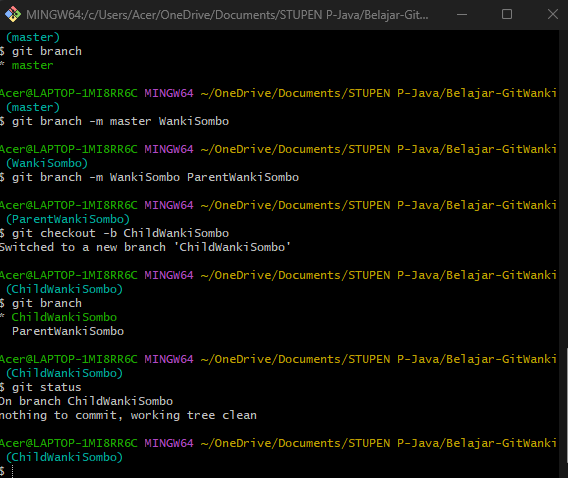 MINGW64:/c/Users/Acer/OneDrive/Documents/STUPEN P-Java/Belajar-Git...
(master)
$ git branch
* master
Acer@LAPTOP-1MI8RR6C MINGW64 ~/OneDrive/Documents/STUPEN P-Java/Belajar-GitWanki
(master)
$ git branch -m master WankiSombo
Acer@LAPTOP-1MI8RR6C MINGW64 ~/OneDrive/Documents/STUPEN P-Java/Belajar-GitWanki
(WankiSombo)
$ git branch -m WankiSombo ParentWankiSombo
Acer@LAPTOP-1MI8RR6C MINGW64 ~/OneDrive/Documents/STUPEN P-Java/Belajar-GitWanki
(ParentWankiSombo)
$ git checkout -b ChildWankiSombo
Switched to a new branch 'ChildWankiSombo'
Acer@LAPTOP-1MI8RR6C MINGW64 ~/OneDrive/Documents/STUPEN P-Java/Belajar-GitWanki
(ChildWankiSombo)
$ git branch
* ChildWankiSombo
ParentWankiSombo
Acer@LAPTOP-1MI8RR6C MINGW64 ~/OneDrive/Documents/STUPEN P-Java/Belajar-GitWanki
(ChildWankiSombo)
$ git status
On branch ChildWankiSombo
nothing to commit, working tree clean
Acer@LAPTOP-1MI8RR6C MINGW64 ~/OneDrive/Documents/STUPEN P-Java/Belajar-GitWanki
(ChildWankiSombo)
$